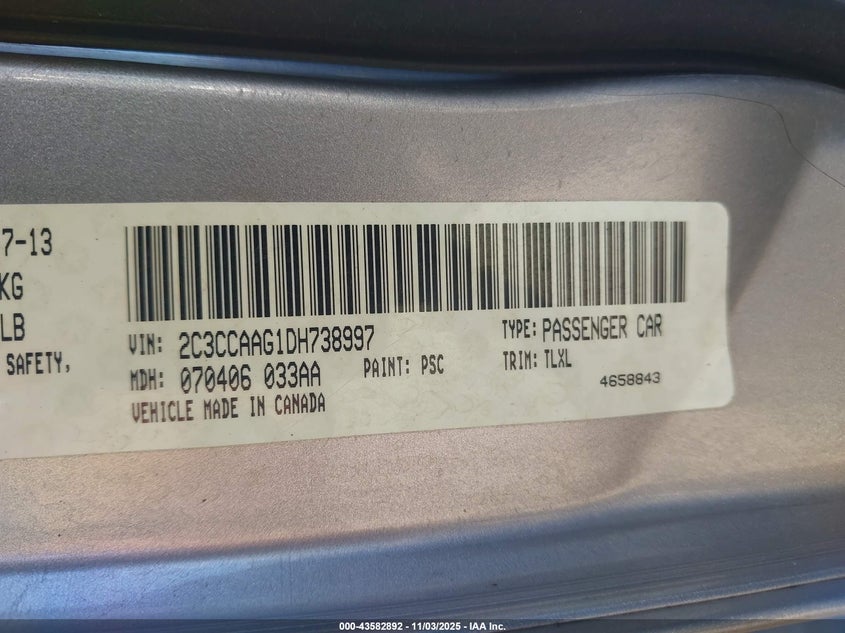 7-13
KG
LB
SAFETY,
VIN: 2C3CCAAG1DH738997
TYPE: PASSENGER CAR
MDH: 070406 033AA
PAINT: PSC
TRIM: TLXL
VEHICLE MADE IN CANADA
4658843
000-43582892 - 11/03/2025 - IAA Inc.